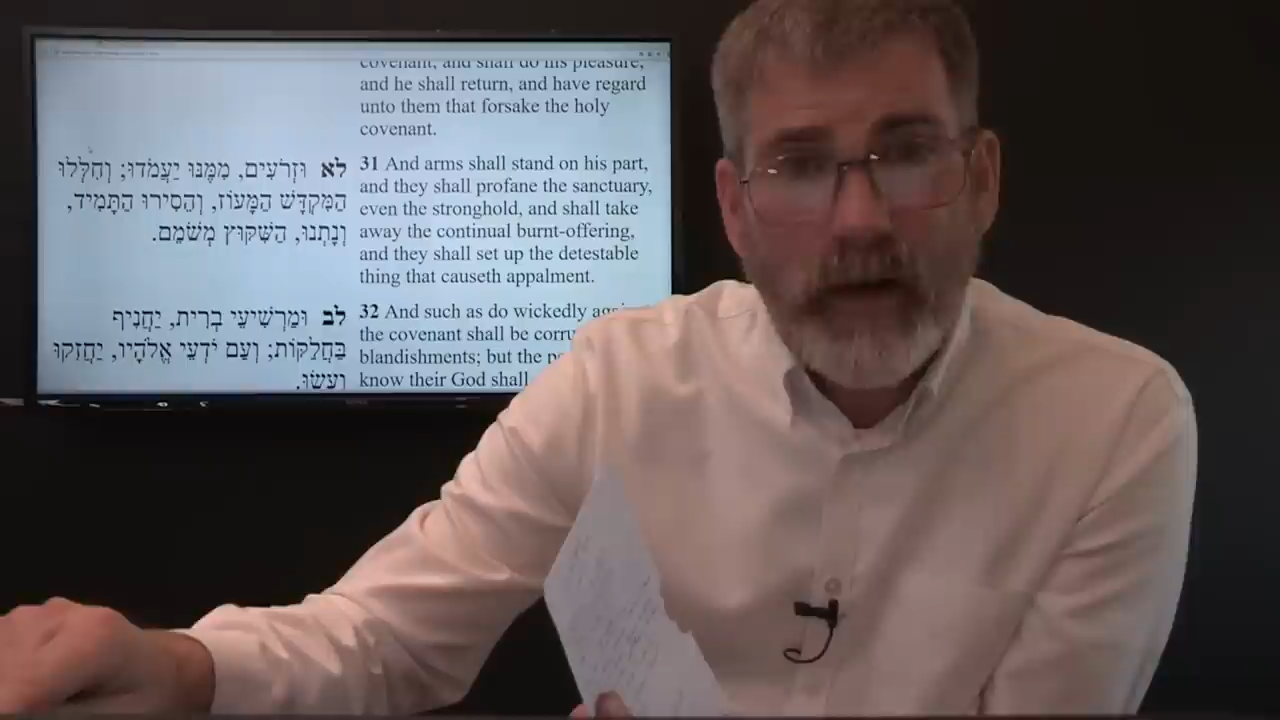 covenant, and shall do his pleasure;
and he shall return, and have regard
unto them that forsake the holy
covenant.
לא וּזְרֹעִים, מִמֶּנּוּ יַעֲמֹדוּ; וְחִלְּלוּ
הַמִּקְדָּשׁ הַמָּעוֹז, וְהֵסִירוּ הַתָּמִיד,
וְנָתְנוּ, הַשִּׁקּוּץ מְשֹׁמֵם.
31 And arms shall stand on his part,
and they shall profane the sanctuary,
even the stronghold, and shall take
away the continual burnt-offering,
and they shall set up the detestable
thing that causeth appalment.
לב וּמַרְשִׁיעֵי בְרִית, יַחֲנִיף
בַּחֲלַקּוֹת; וְעַם יֹדְעֵי אֱלֹהָיו, יַחֲזִקוּ
וְעָשׂוּ.
32 And such as do wickedly
the covenant shall be
blandishments; but the
know their God shall